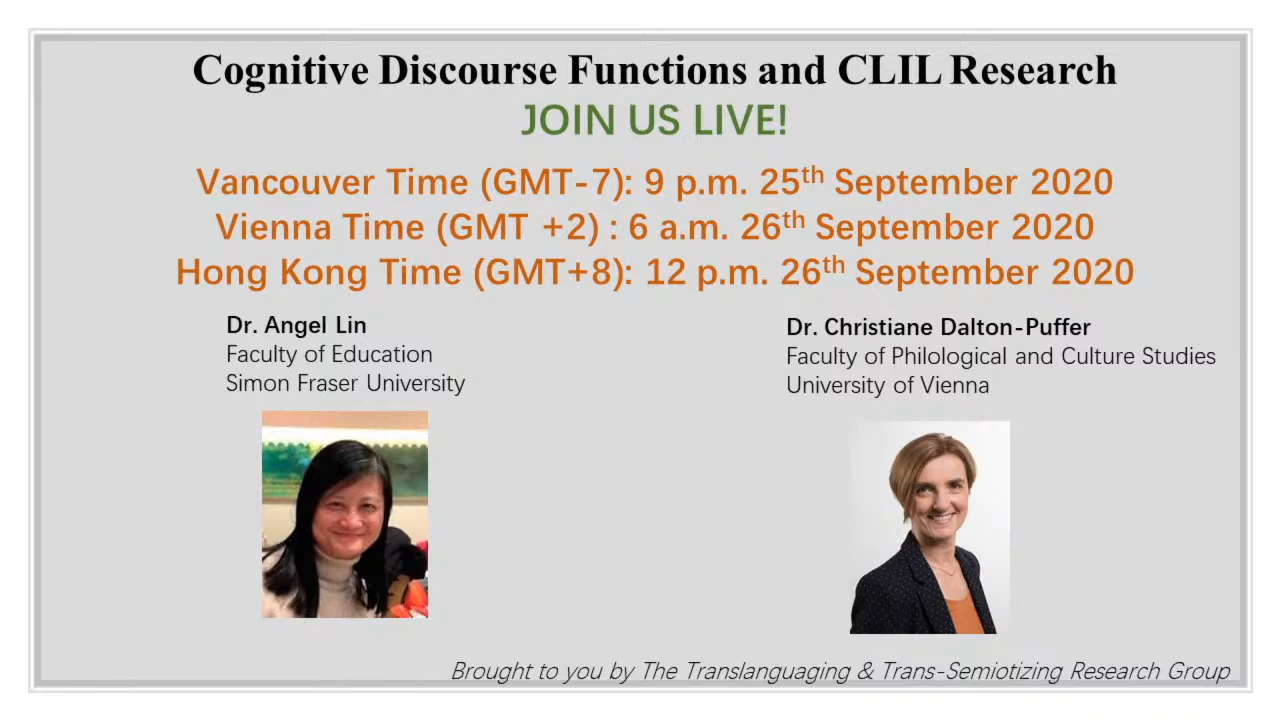 Cognitive Discourse Functions and CLIL Research
JOIN US LIVE!
Vancouver Time (GMT-7): 9 p.m. 25th September 2020
Vienna Time (GMT +2) : 6 a.m. 26th September 2020
Hong Kong Time (GMT+8): 12 p.m. 26th September 2020
Dr. Angel Lin
Faculty of Education
Simon Fraser University
Dr. Christiane Dalton-Puffer
Faculty of Philological and Culture Studies
University of Vienna
Brought to you by The Translanguaging & Trans-Semiotizing Research Group